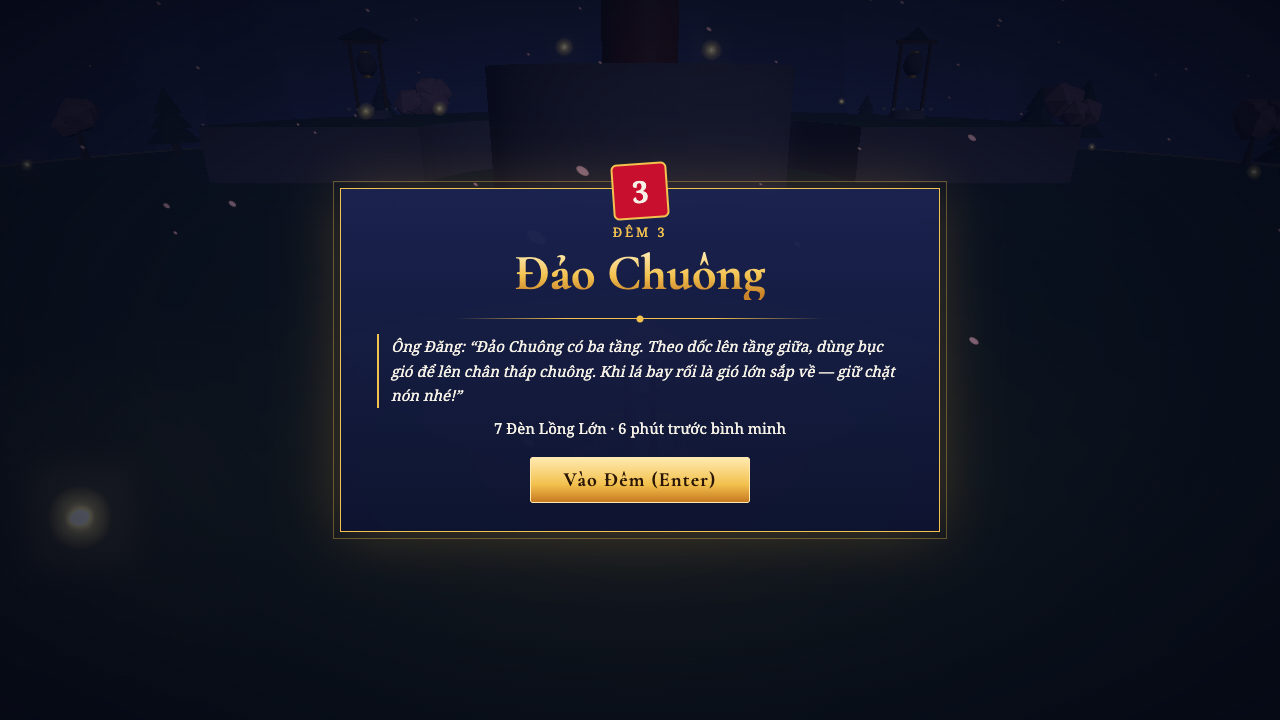 3
ĐÊM 3
Đảo Chuông
Ông Đăng: “Đảo Chuông có ba tầng. Theo dốc lên tầng giữa, dùng bục
gió để lên chân tháp chuông. Khi lá bay rối là gió lớn sắp về — giữ chặt
nón nhé!”
7 Đèn Lồng Lớn · 6 phút trước bình minh
Vào Đêm (Enter)